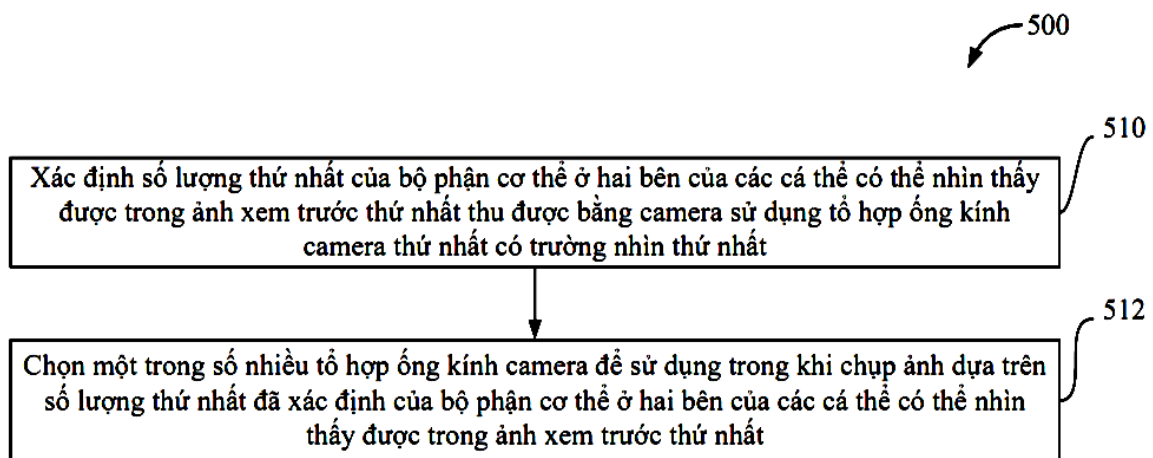 500
510
Xác định số lượng thứ nhất của bộ phận cơ thể ở hai bên của các cá thể có thể nhìn thấy
được trong ảnh xem trước thứ nhất thu được bằng camera sử dụng tổ hợp ống kính
camera thứ nhất có trường nhìn thứ nhất
512
Chọn một trong số nhiều tổ hợp ống kính camera để sử dụng trong khi chụp ảnh dựa trên
số lượng thứ nhất đã xác định của bộ phận cơ thể ở hai bên của các cá thể có thể nhìn
thấy được trong ảnh xem trước thứ nhất